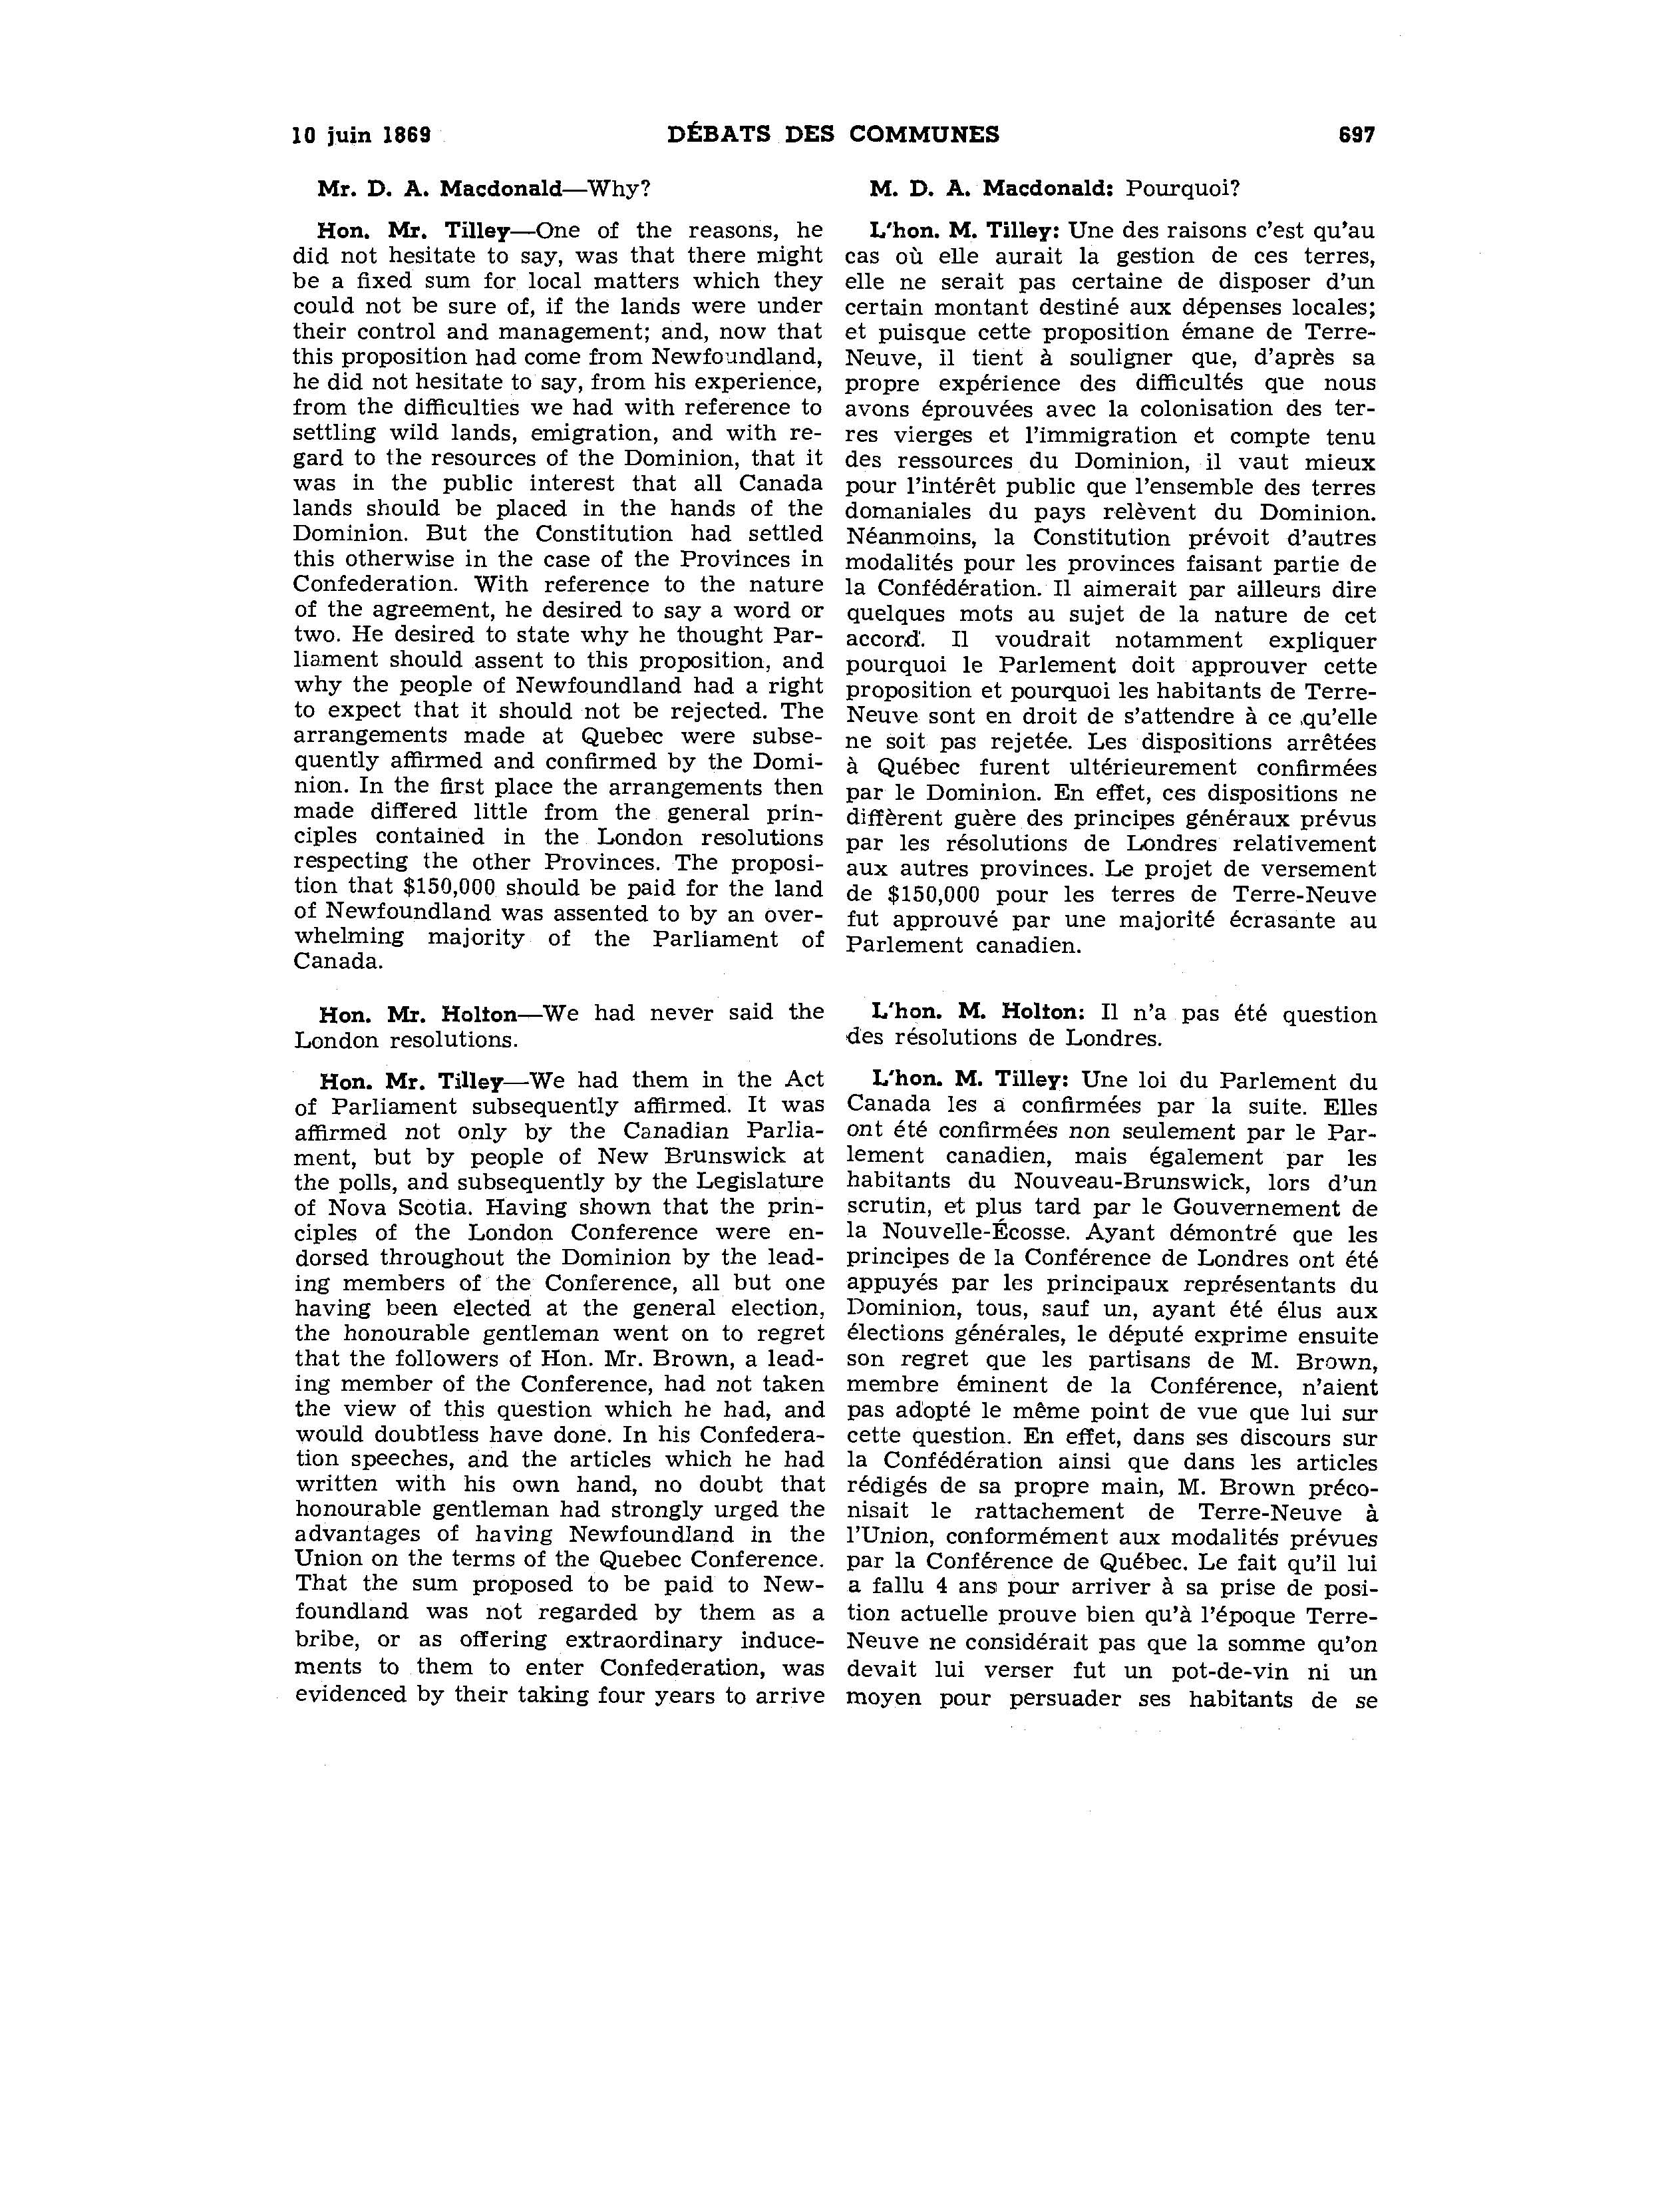 10 juin 1869 DÉBATS DES COMMUNES 697
Mr. D. A. Macdonald—Why?
Hon. Mr. Tilley—One of the reasons, he
did not hesitate to say, was that there might
be a fixed sum for local matters which they
could not be sure of, if the lands were under
their control and management; and, now that
this proposition had come from Newfoundland,
he did not hesitate to say, from his experience,
from the difficulties we had with reference to
settling wild lands, emigration, and with re-
gard to the resources of the Dominion, that it
was in the public interest that all Canada
lands should be placed in the hands of the
Dominion. But the Constitution had settled
this otherwise in the case of the Provinces in
Confederation. With reference to the nature
of the agreement, he desired to say a word or
two. He desired to state why he thought Par-
liament should assent to this proposition, and
why the people of Newfoundland had a right
to expect that it should not be rejected. The
arrangements made at Quebec were subse-
quently affirmed and confirmed by the Domi-
nion. In the first place the arrangements then
made differed little from the general prin-
ciples contained in the London resolutions
respecting the other Provinces. The proposi-
tion that $150,000 should be paid for the land
of Newfoundland was assented to by an over-
whelming majority of the Parliament of
Canada.
Hon. Mr. Holton—We had never said the
London resolutions.
Hon. Mr. Tilley—We had them in the Act
of Parliament subsequently affirmed. It was
affirmed not only by the Canadian Parlia-
ment, but by people of New Brunswick at
the polls, and subsequently by the Legislature
of Nova Scotia. Having shown that the prin-
ciples of the London Conference were en-
dorsed throughout the Dominion by the lead-
ing members of the Conference, all but one
having been elected at the general election,
the honourable gentleman went on to regret
that the followers of Hon. Mr. Brown, a lead-
ing member of the Conference, had not taken
the view of this question which he had, and
would doubtless have done. In his Confedera-
tion speeches, and the articles which he had
written with his own hand, no doubt that
honourable gentleman had strongly urged the
advantages of having Newfoundland in the
Union on the terms of the Quebec Conference.
That the sum proposed to be paid to New-
foundland was not regarded by them as a
bribe, or as offering extraordinary induce-
ments to them to enter Confederation, was
evidenced by their taking four years to arrive
M. D. A. Macdonald: Pourquoi?
L'hon. M. Tilley: Une des raisons c'est qu'au
cas où elle aurait la gestion de ces terres,
elle ne serait pas certaine de disposer d'un
certain montant destiné aux dépenses locales;
et puisque cette proposition émane de Terre-
Neuve, il tient à souligner que, d'après sa
propre expérience des difficultés que nous
avons éprouvées avec la colonisation des ter-
res vierges et l'immigration et compte tenu
des ressources du Dominion, il vaut mieux
pour l'intérêt public que l'ensemble des terres
domaniales du pays relèvent du Dominion.
Néanmoins, la Constitution prévoit d'autres
modalités pour les provinces faisant partie de
la Confédération. Il aimerait par ailleurs dire
quelques mots au sujet de la nature de cet
accord. Il voudrait notamment expliquer
pourquoi le Parlement doit approuver cette
proposition et pourquoi les habitants de Terre-
Neuve sont en droit de s'attendre à ce qu'elle
ne soit pas rejetée. Les dispositions arrêtées
à Québec furent ultérieurement confirmées
par le Dominion. En effet, ces dispositions ne
diffèrent guère des principes généraux prévus
par les résolutions de Londres relativement
aux autres provinces. Le projet de versement
de $150,000 pour les terres de Terre-Neuve
fut approuvé par une majorité écrasante au
Parlement canadien.
L'hon. M. Holton: Il n'a pas été question
des résolutions de Londres.
L'hon. M. Tilley: Une loi du Parlement du
Canada les a confirmées par la suite. Elles
ont été confirmées non seulement par le Par-
lement canadien, mais également par les
habitants du Nouveau-Brunswick, lors d'un
scrutin, et plus tard par le Gouvernement de
la Nouvelle-Écosse. Ayant démontré que les
principes de la Conférence de Londres ont été
appuyés par les principaux représentants du
Dominion, tous, sauf un, ayant été élus aux
élections générales, le député exprime ensuite
son regret que les partisans de M. Brown,
membre éminent de la Conférence, n'aient
pas adopté le même point de vue que lui sur
cette question. En effet, dans ses discours sur
la Confédération ainsi que dans les articles
rédigés de sa propre main, M. Brown préco-
nisait le rattachement de Terre-Neuve à
l'Union, conformément aux modalités prévues
par la Conférence de Québec. Le fait qu'il lui
a fallu 4 ans pour arriver à sa prise de posi-
tion actuelle prouve bien qu'à l'époque Terre-
Neuve ne considérait pas que la somme qu'on
devait lui verser fut un pot-de-vin ni un
moyen pour persuader ses habitants de se